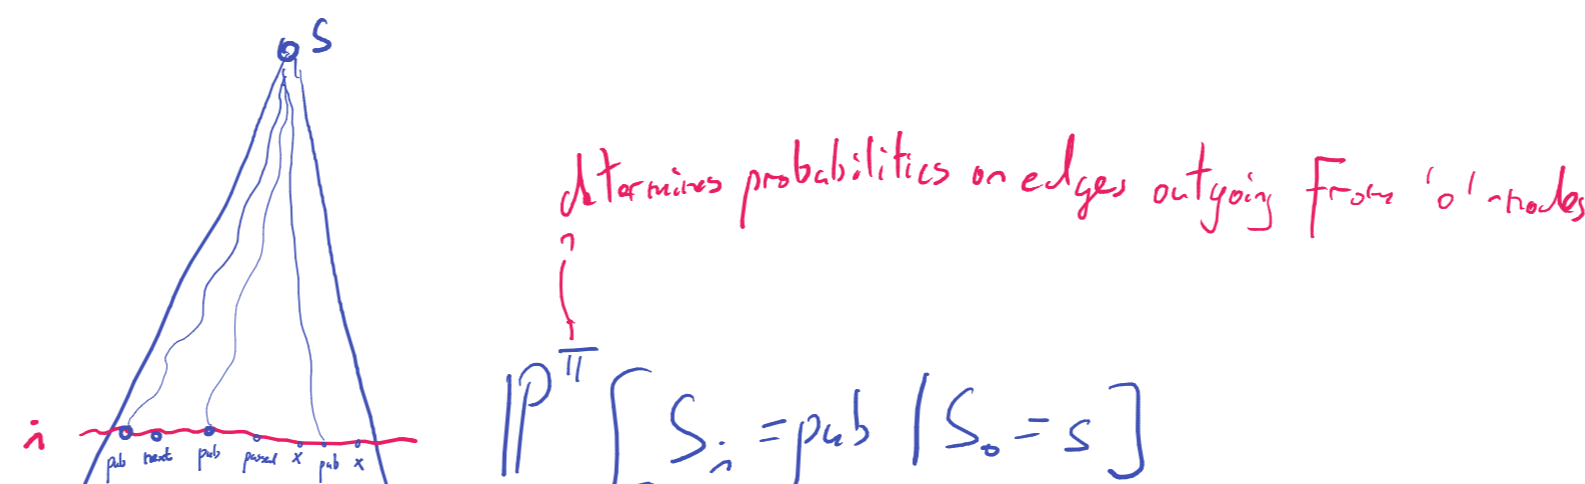 S
determines probabilities on edges outgoing from 'o'-nodes
ℙ^π [ S_i = pub | S_0 = s ]
i
pub next pub passed x pub x